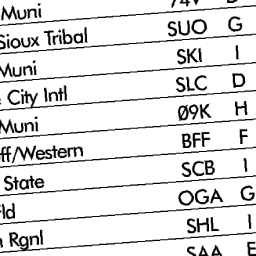 Muni
Sioux Tribal SUO G
Muni SKI I
City Intl SLC D
Muni Ø9K H
ff/Western BFF F
State SCB I
OGA G
Rgnl SHL I
SAA E